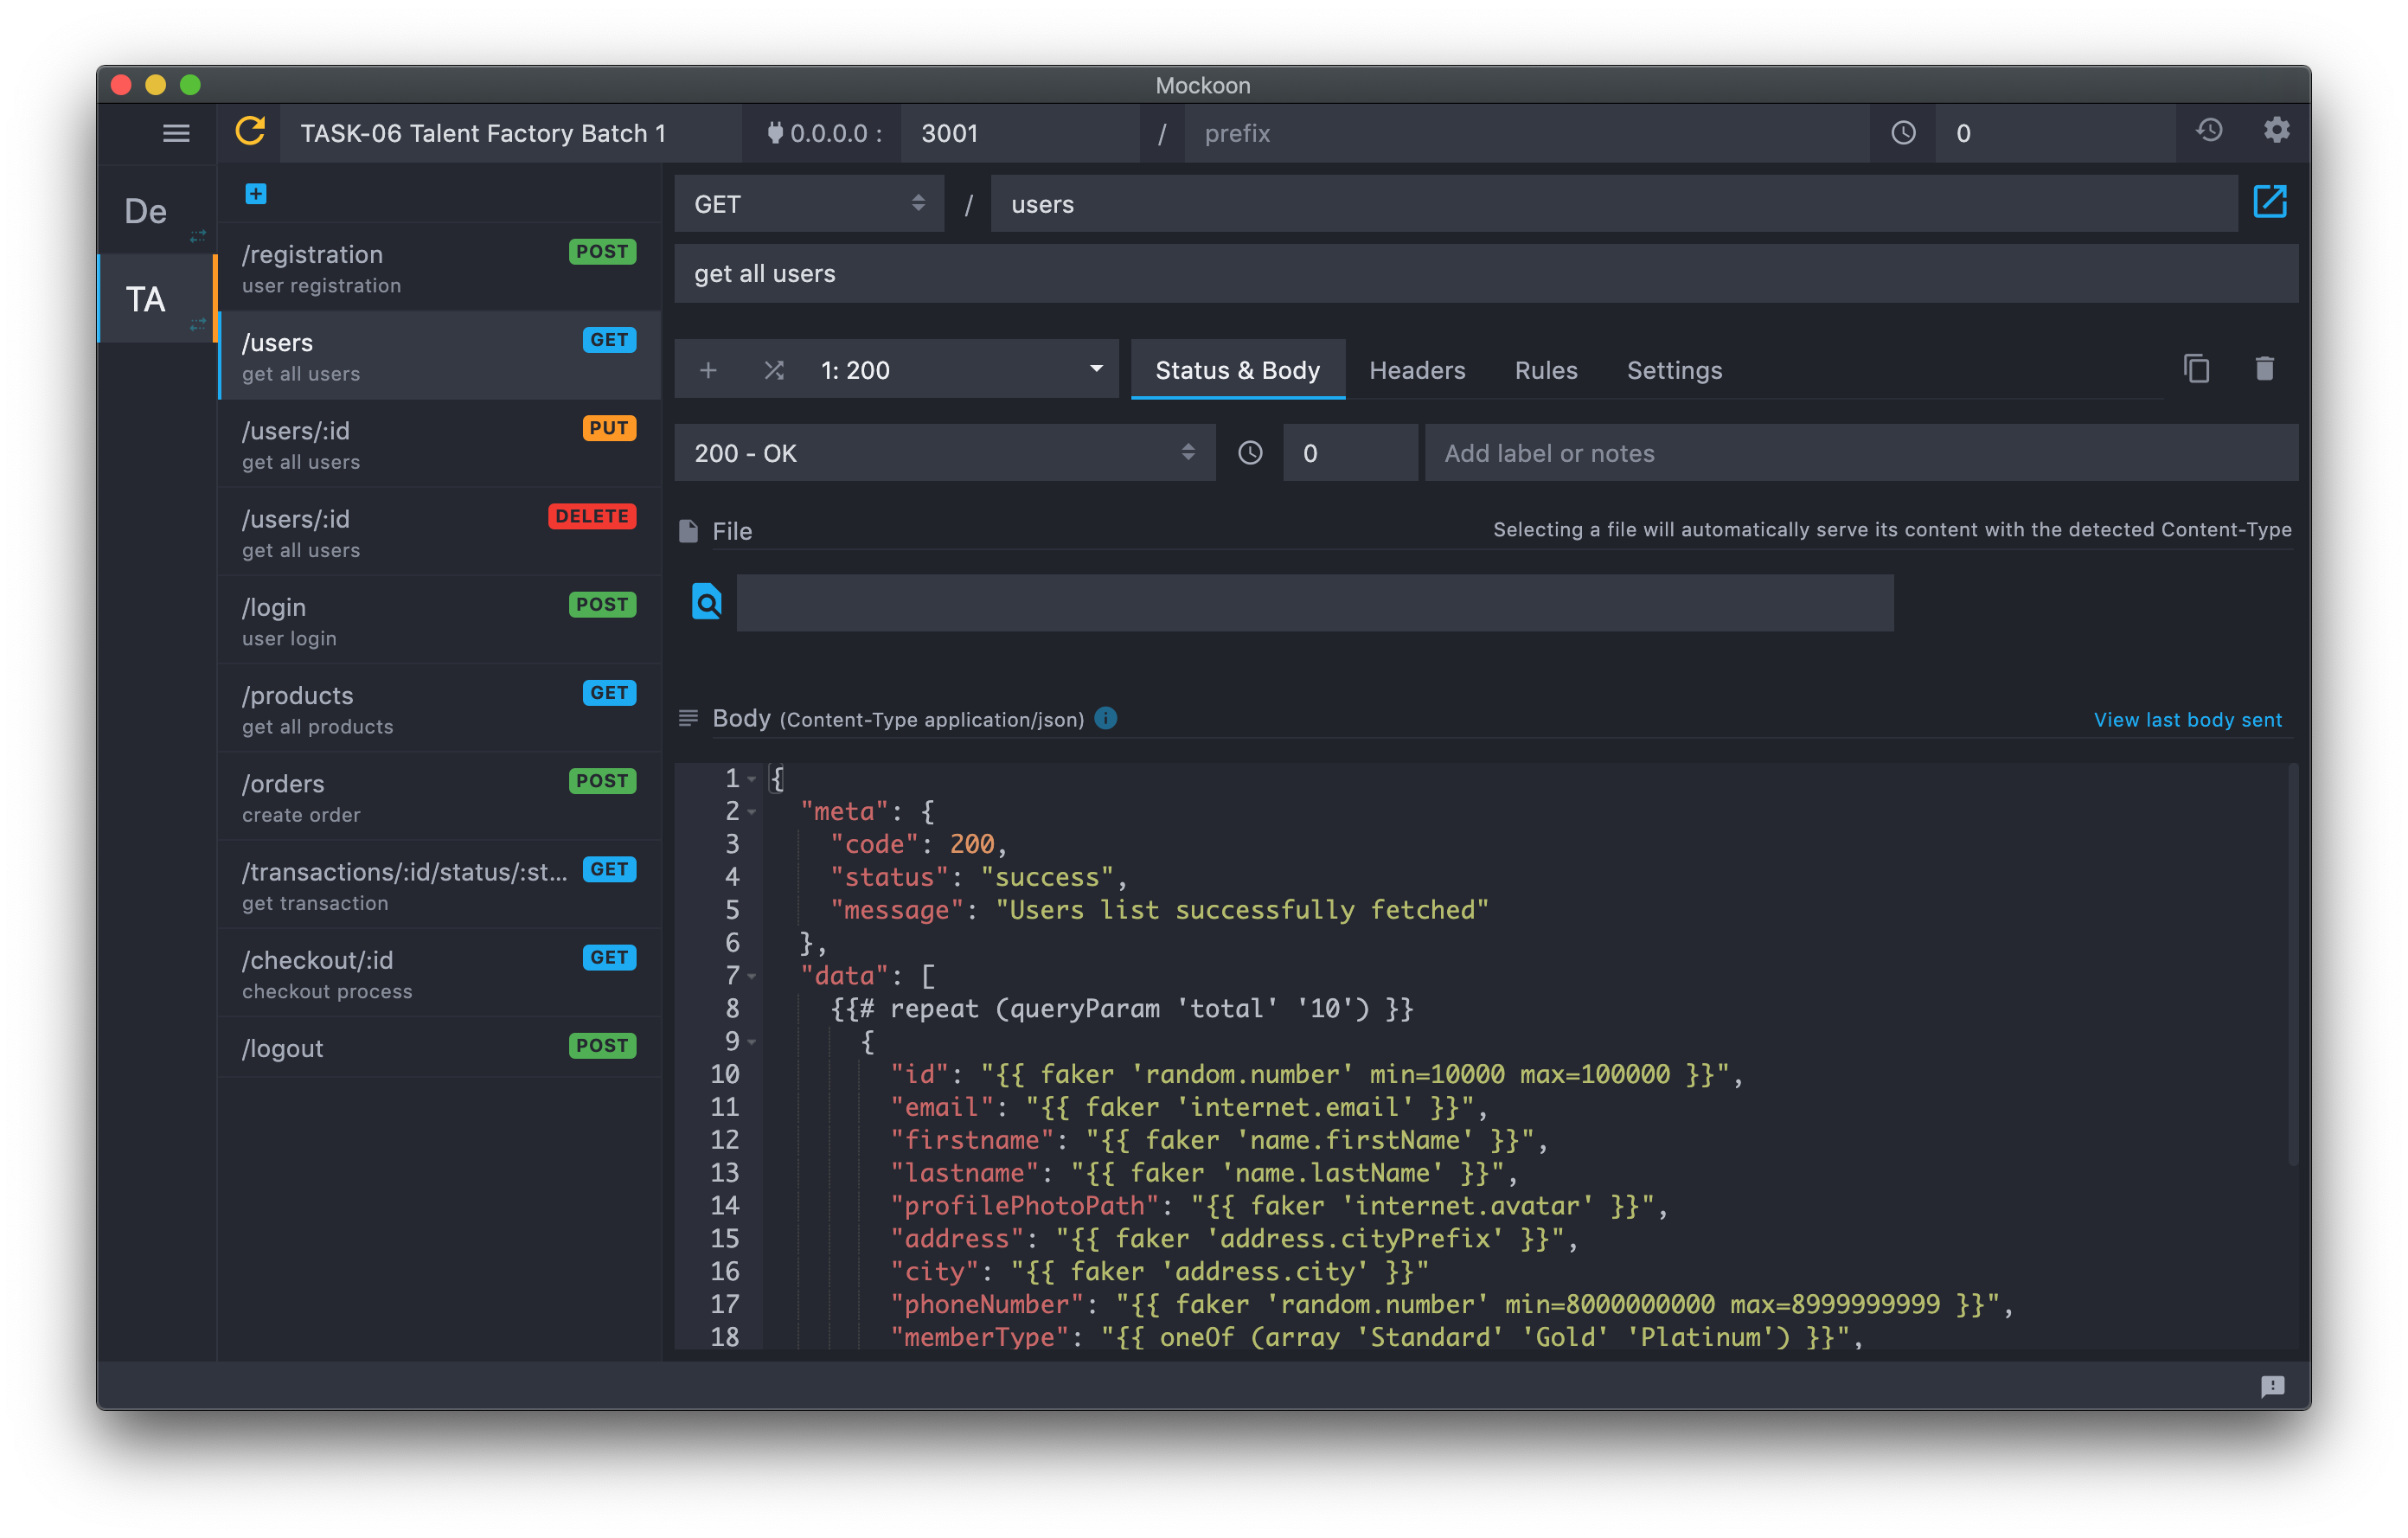 Mockoon
TASK-06 Talent Factory Batch 1
0.0.0.0 :
3001
/
prefix
0
De
TA
/registration
POST
user registration
/users
GET
get all users
/users/:id
PUT
get all users
/users/:id
DELETE
get all users
/login
POST
user login
/products
GET
get all products
/orders
POST
create order
/transactions/:id/status/:st...
GET
get transaction
/checkout/:id
GET
checkout process
/logout
POST
GET
/
users
get all users
1: 200
Status & Body
Headers
Rules
Settings
200 - OK
0
Add label or notes
File
Selecting a file will automatically serve its content with the detected Content-Type
Body (Content-Type application/json)
View last body sent
1 {
2 "meta": {
3 "code": 200,
4 "status": "success",
5 "message": "Users list successfully fetched"
6 },
7 "data": [
8 {{# repeat (queryParam 'total' '10') }}
9 {
10 "id": "{{ faker 'random.number' min=10000 max=100000 }}",
11 "email": "{{ faker 'internet.email' }}",
12 "firstname": "{{ faker 'name.firstName' }}",
13 "lastname": "{{ faker 'name.lastName' }}",
14 "profilePhotoPath": "{{ faker 'internet.avatar' }}",
15 "address": "{{ faker 'address.cityPrefix' }}",
16 "city": "{{ faker 'address.city' }}"
17 "phoneNumber": "{{ faker 'random.number' min=8000000000 max=8999999999 }}",
18 "memberType": "{{ oneOf (array 'Standard' 'Gold' 'Platinum') }}",